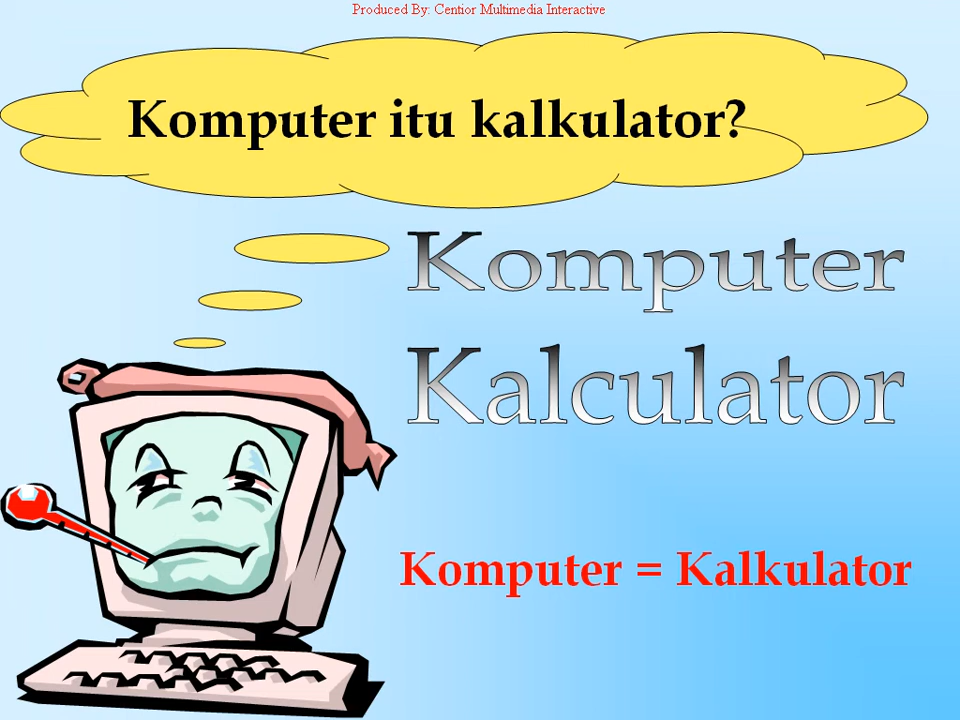 Produced By: Centior Multimedia Interactive
Komputer itu kalkulator?
Komputer
Kalculator
Komputer = Kalkulator